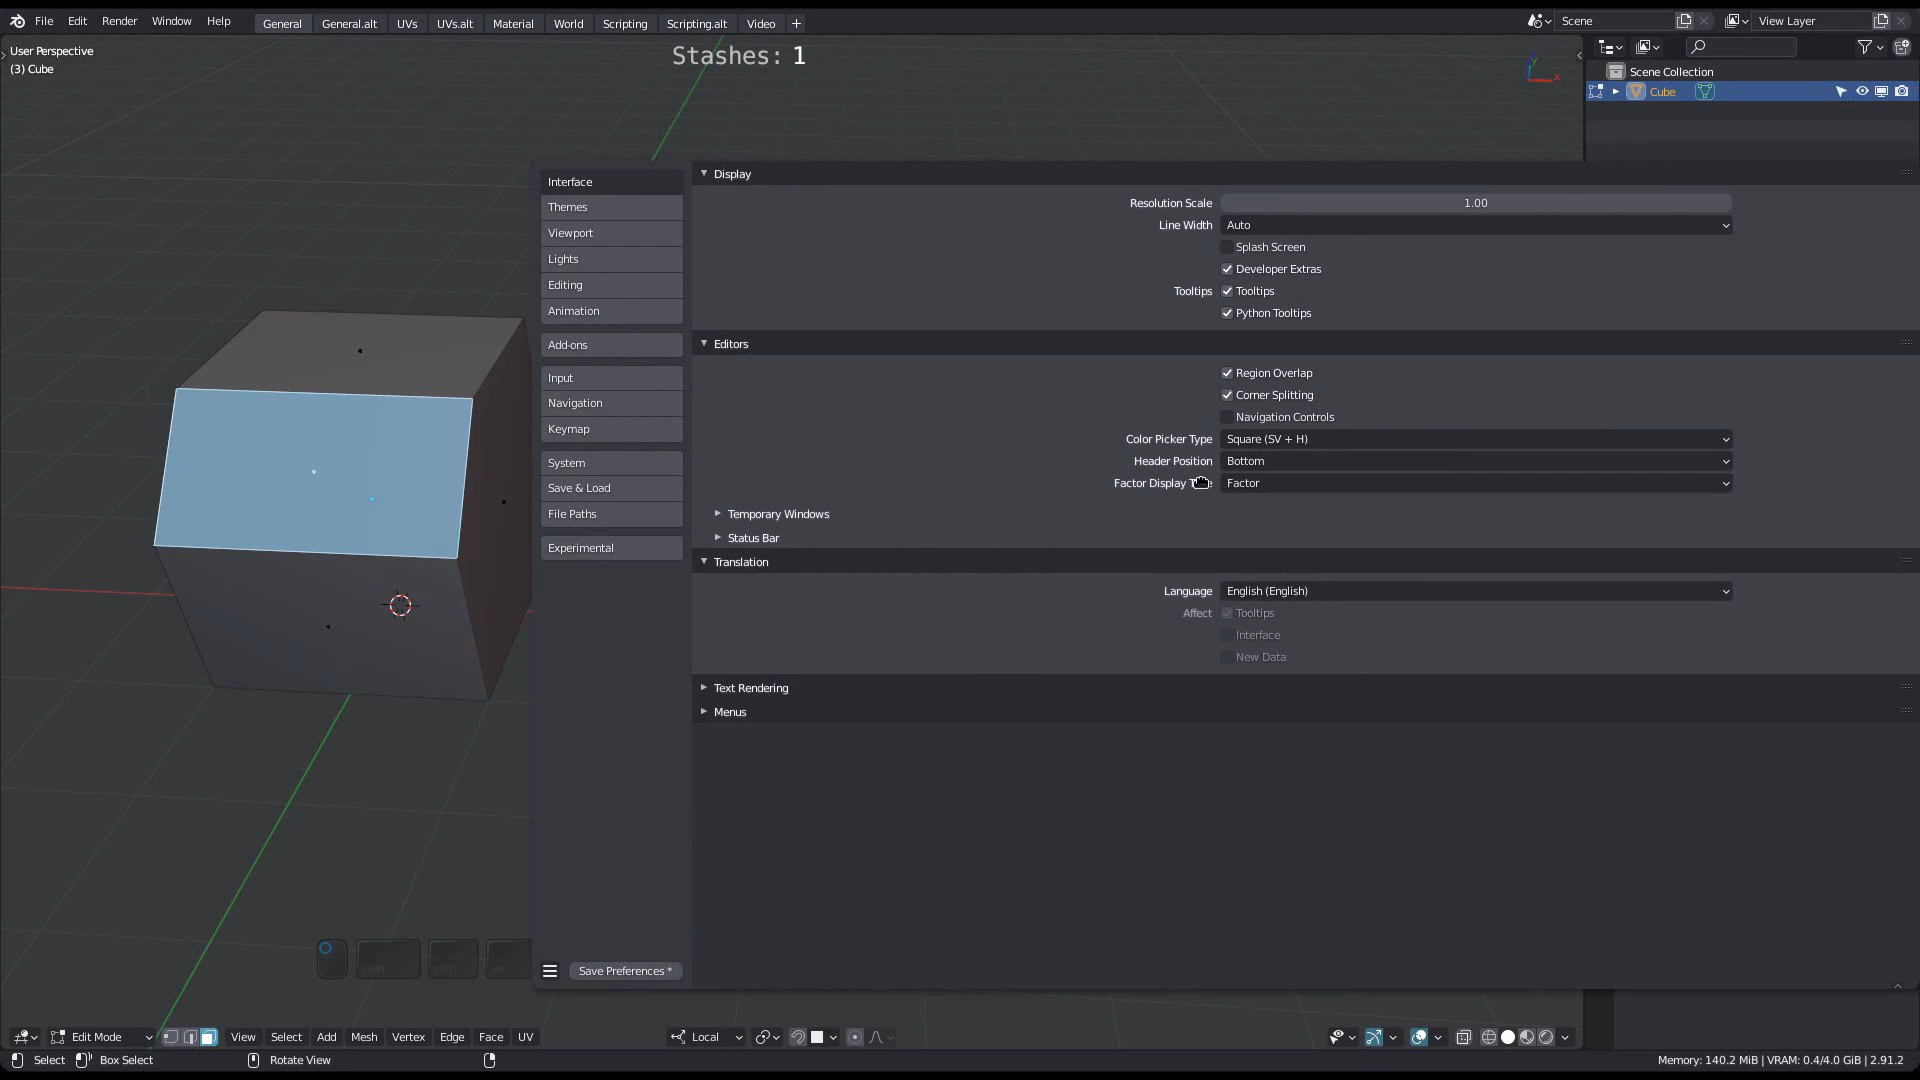 File Edit Render Window Help General General.alt UVs UVs.alt Material World Scripting Scripting.alt Video + Scene View Layer
User Perspective
(3) Cube
Stashes: 1
Y
X
Scene Collection
Cube
Interface
Themes
Viewport
Lights
Editing
Animation
Add-ons
Input
Navigation
Keymap
System
Save & Load
File Paths
Experimental
Save Preferences *
Display
Resolution Scale 1.00
Line Width Auto
Splash Screen
Developer Extras
Tooltips Tooltips
Python Tooltips
Editors
Region Overlap
Corner Splitting
Navigation Controls
Color Picker Type Square (SV + H)
Header Position Bottom
Factor Display Factor
Temporary Windows
Status Bar
Translation
Language English (English)
Affect Tooltips
Interface
New Data
Text Rendering
Menus
Edit Mode View Select Add Mesh Vertex Edge Face UV Local
Select Box Select Rotate View Memory: 140.2 MiB | VRAM: 0.4/4.0 GiB | 2.91.2